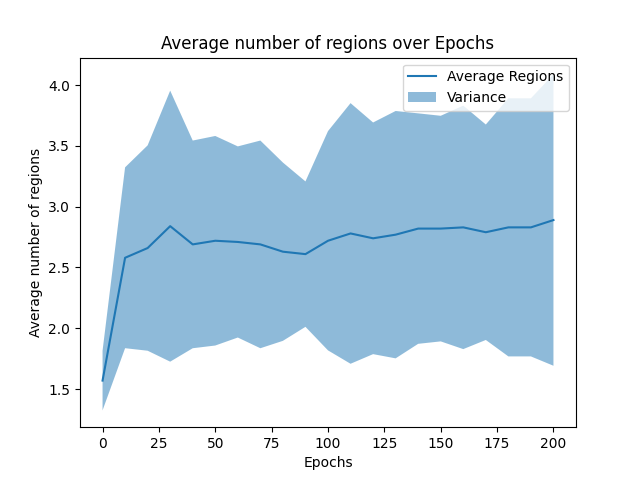 Average number of regions over Epochs
Average Regions
Variance
4.0
3.5
3.0
2.5
2.0
1.5
Average number of regions
0 25 50 75 100 125 150 175 200
Epochs